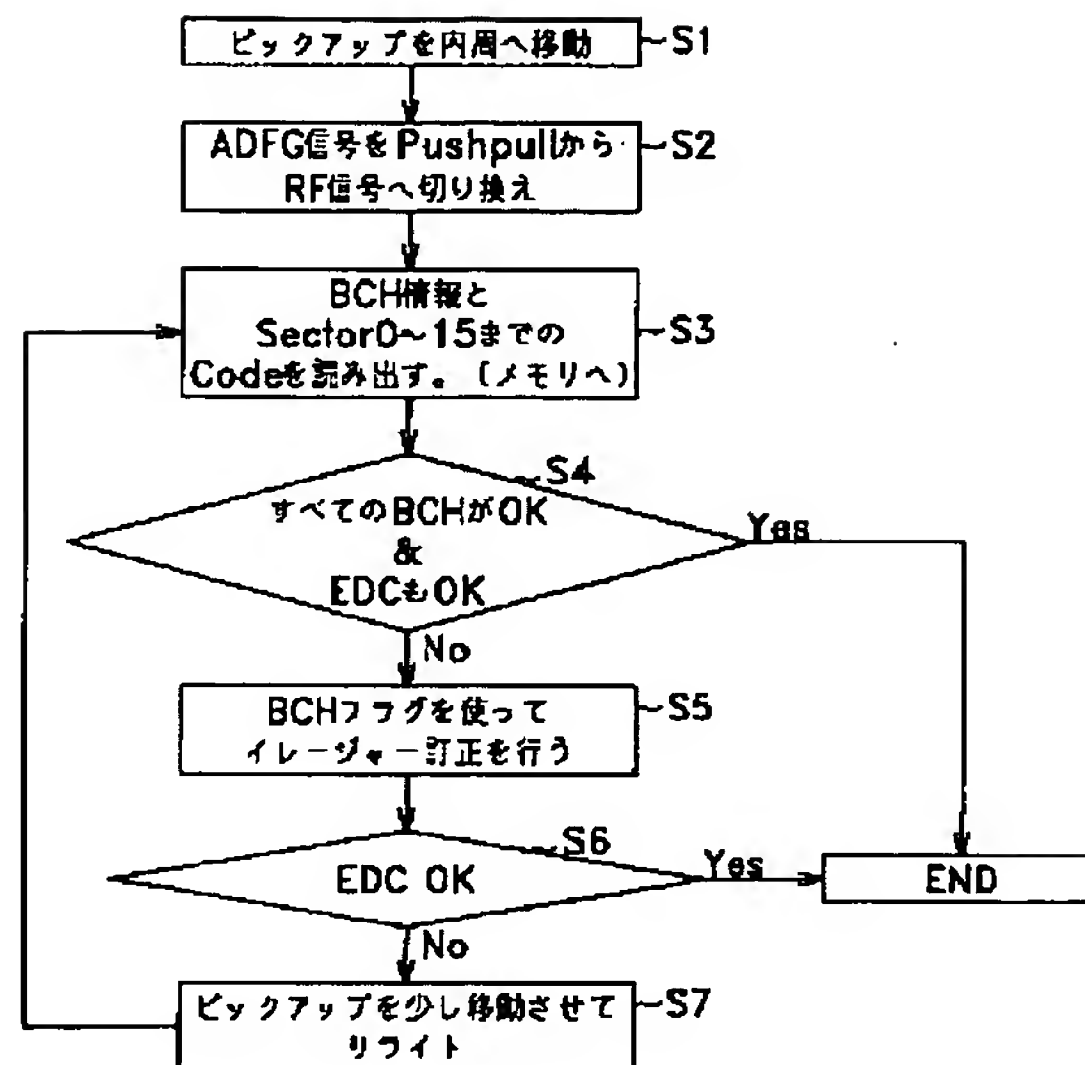 ピックアップを内周へ移動
S1
ADFG信号をPushpullから
RF信号へ切り換え
S2
BCH情報と
Sector0~15までの
Codeを読み出す。(メモリへ)
S3
S4
すべてのBCHがOK
&
EDCもOK
Yes
No
BCHフラグを使って
イレージャー訂正を行う
S5
S6
EDC OK
Yes
END
No
ピックアップを少し移動させて
リライト
S7